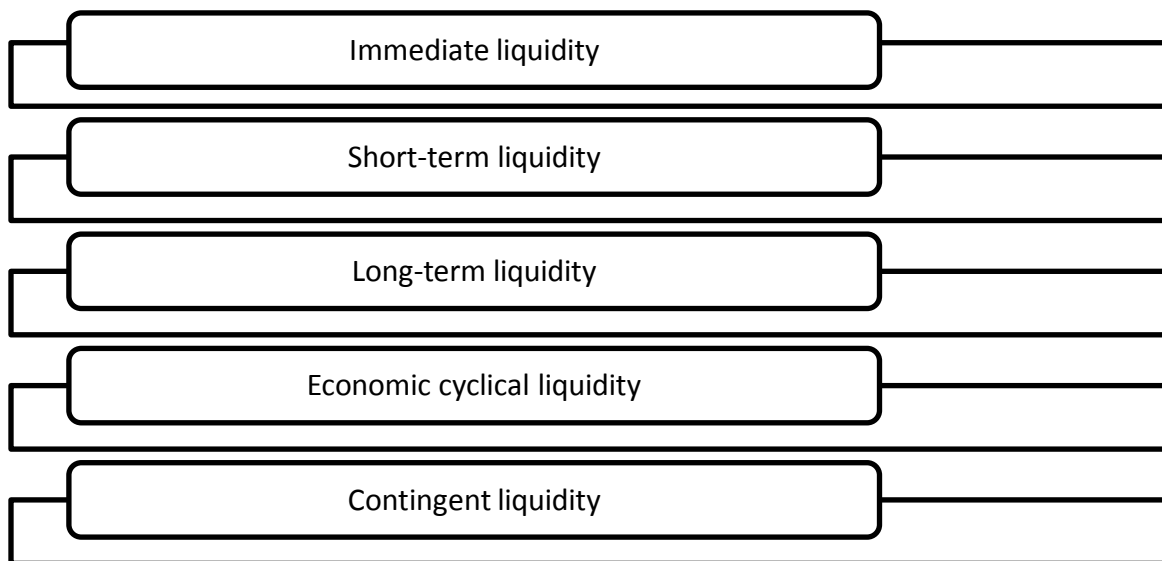 Immediate liquidity
Short-term liquidity
Long-term liquidity
Economic cyclical liquidity
Contingent liquidity